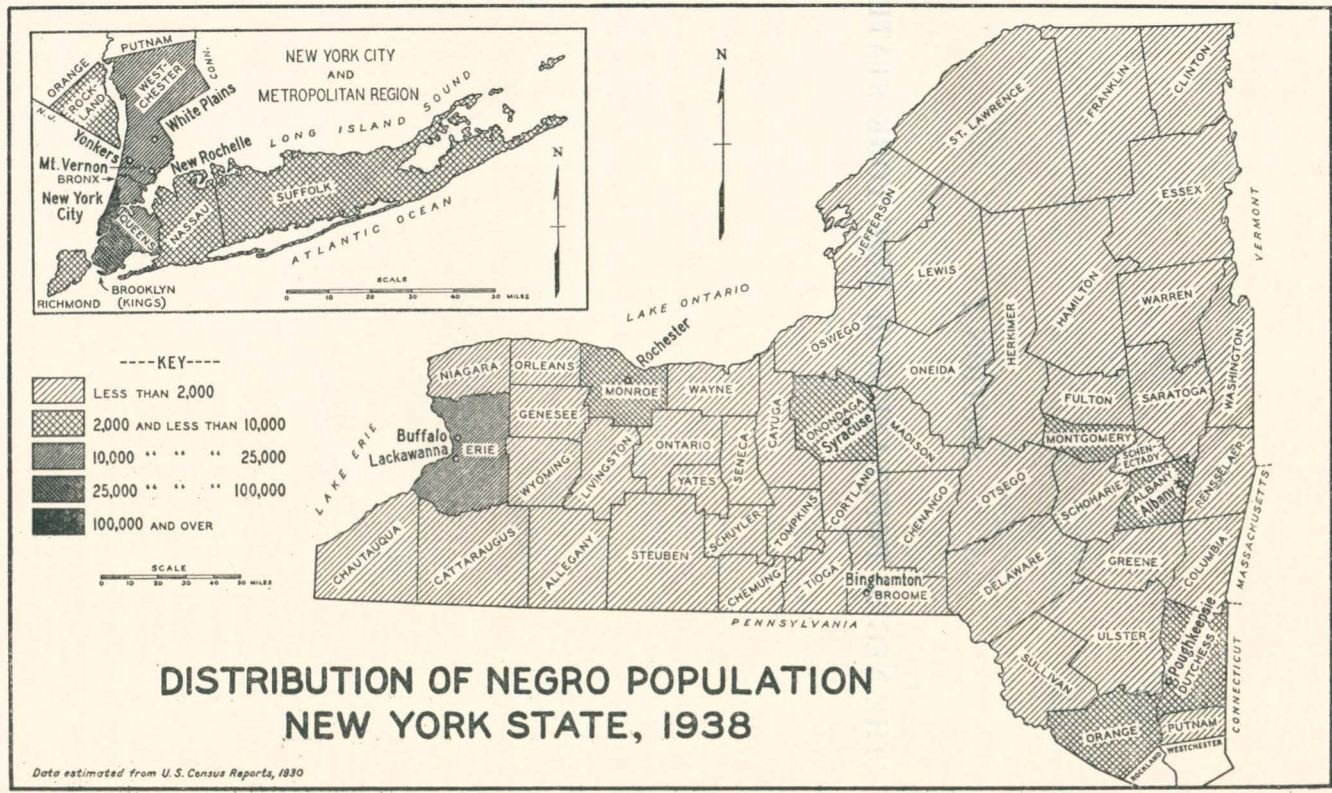 PUTNAM
ORANGE
ROCK-
LAND
WEST-
CHESTER
CONN.
N.J.
White Plains
Yonkers
Mt. Vernon
New Rochelle
BRONX
New York
City
QUEENS
NASSAU
SUFFOLK
LONG ISLAND SOUND
ATLANTIC OCEAN
RICHMOND
BROOKLYN
(KINGS)
NEW YORK CITY
AND
METROPOLITAN REGION
N
SCALE
0 10 20 30 40 50 MILES
N
----KEY----
LESS THAN 2,000
2,000 AND LESS THAN 10,000
10,000 “ “ “ 25,000
25,000 “ “ “ 100,000
100,000 AND OVER
SCALE
0 10 20 30 40 50 MILES
LAKE ONTARIO
LAKE ERIE
VERMONT
MASSACHUSETTS
CONNECTICUT
PENNSYLVANIA
ST. LAWRENCE
FRANKLIN
CLINTON
ESSEX
JEFFERSON
LEWIS
HERKIMER
HAMILTON
WARREN
WASHINGTON
OSWEGO
ONEIDA
FULTON
SARATOGA
NIAGARA
ORLEANS
MONROE
Rochester
WAYNE
CAYUGA
ONONDAGA
Syracuse
MADISON
MONTGOMERY
SCHEN-
ECTADY
RENSSELAER
GENESEE
ERIE
Buffalo
Lackawanna
WYOMING
LIVINGSTON
ONTARIO
YATES
SENECA
CORTLAND
CHENANGO
OTSEGO
SCHOHARIE
ALBANY
Albany
CHAUTAUQUA
CATTARAUGUS
ALLEGANY
STEUBEN
SCHUYLER
TOMPKINS
CHEMUNG
TIOGA
Binghamton
BROOME
DELAWARE
GREENE
COLUMBIA
ULSTER
SULLIVAN
Poughkeepsie
DUTCHESS
ORANGE
PUTNAM
ROCKLAND
WESTCHESTER
DISTRIBUTION OF NEGRO POPULATION
NEW YORK STATE, 1938
Data estimated from U.S. Census Reports, 1930